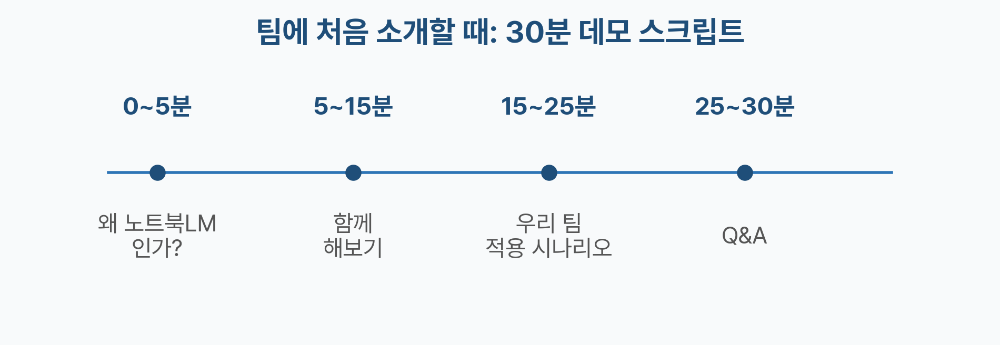 팀에 처음 소개할 때: 30분 데모 스크립트
0~5분
5~15분
15~25분
25~30분
왜 노트북LM
인가?
함께
해보기
우리 팀
적용 시나리오
Q&A